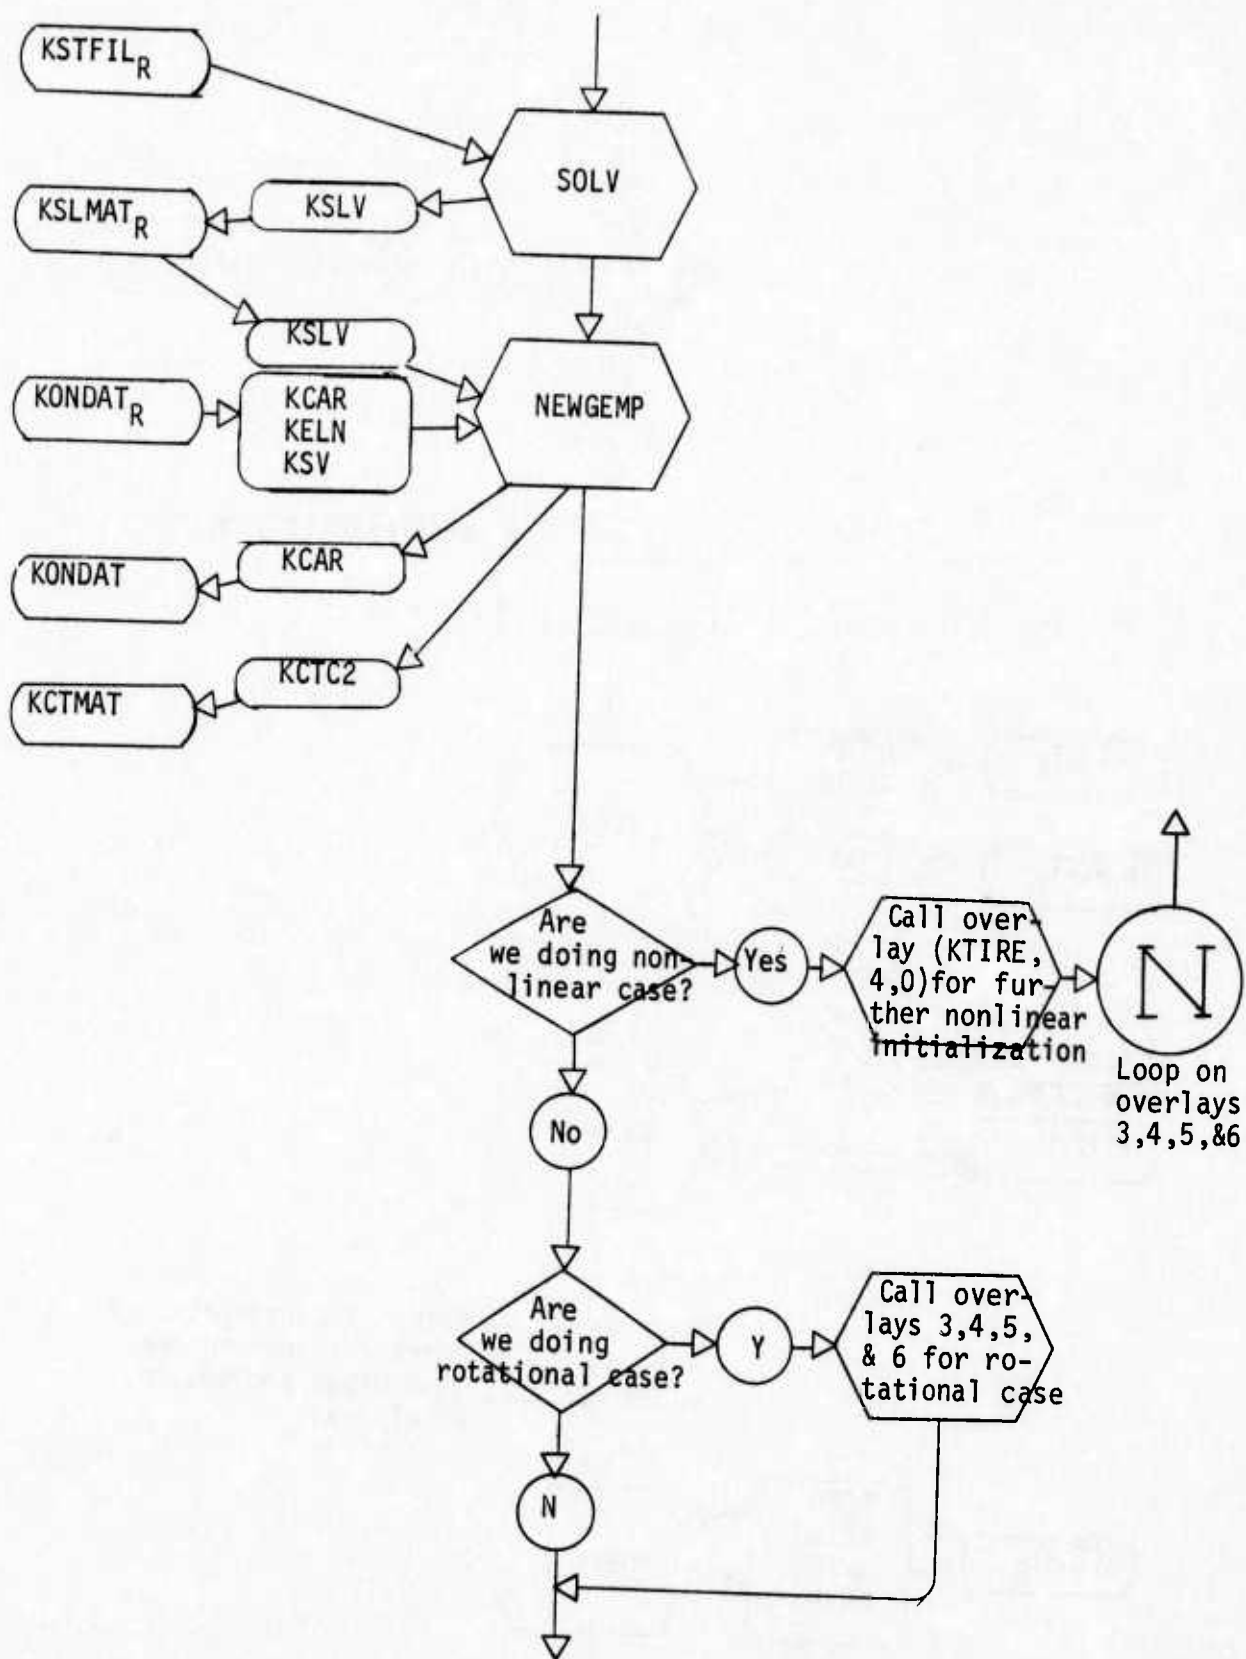 KSTFIL_R
SOLV
KSLMAT_R
KSLV
KSLV
KONDAT_R
KCAR
KELN
KSV
NEWGEMP
KONDAT
KCAR
KCTMAT
KCTC2
Are
we doing non-
linear case?
Yes
Call over-
lay (KTIRE,
4,0)for fur-
ther nonlinear
initialization
N
Loop on
overlays
3,4,5,&6
No
Are
we doing
rotational case?
Y
Call over-
lays 3,4,5,
& 6 for ro-
tational case
N